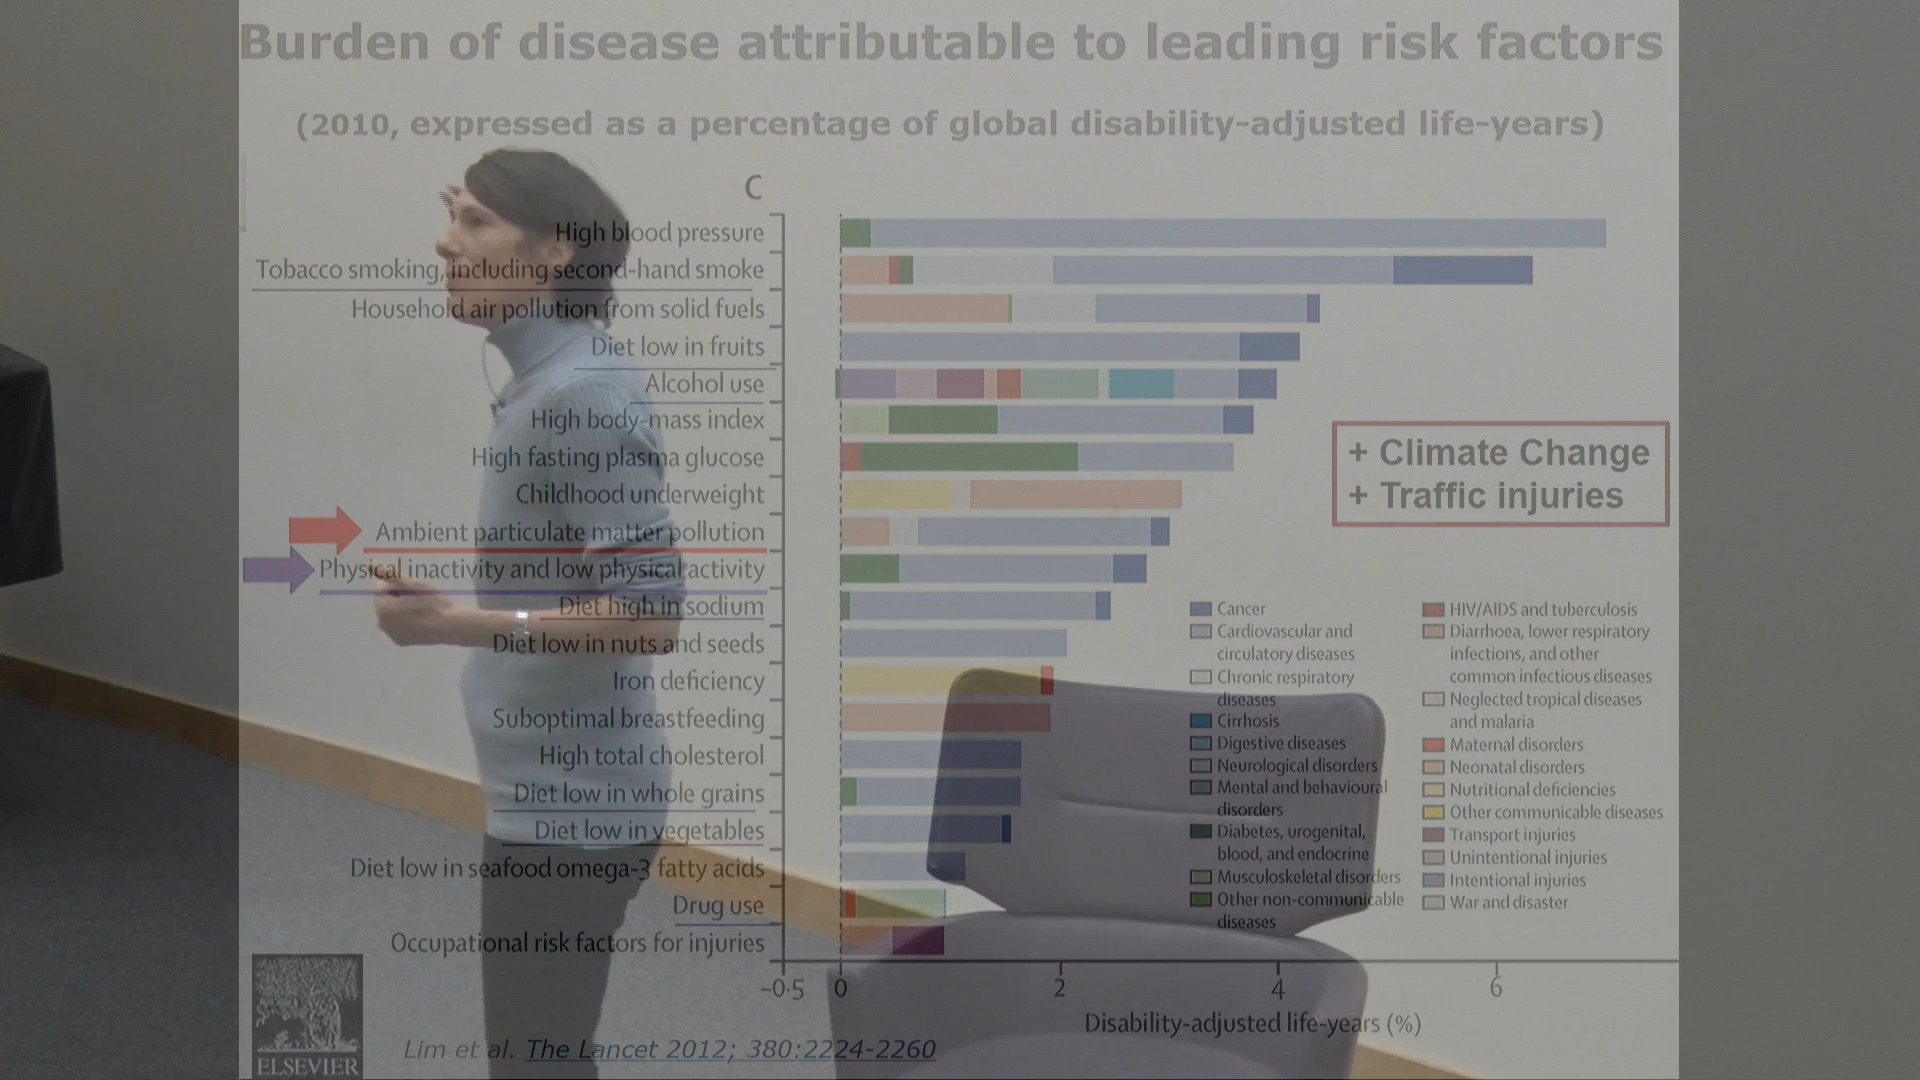 Burden of disease attributable to leading risk factors
(2010, expressed as a percentage of global disability-adjusted life-years)
C
High blood pressure
Tobacco smoking, including second-hand smoke
Household air pollution from solid fuels
Diet low in fruits
Alcohol use
High body-mass index
High fasting plasma glucose
Childhood underweight
Ambient particulate matter pollution
Physical inactivity and low physical activity
Diet high in sodium
Diet low in nuts and seeds
Iron deficiency
Suboptimal breastfeeding
High total cholesterol
Diet low in whole grains
Diet low in vegetables
Diet low in seafood omega-3 fatty acids
Drug use
Occupational risk factors for injuries
+ Climate Change
+ Traffic injuries
Cancer
Cardiovascular and
circulatory diseases
Chronic respiratory
diseases
Cirrhosis
Digestive diseases
Neurological disorders
Mental and behavioural
disorders
Diabetes, urogenital,
blood, and endocrine
Musculoskeletal disorders
Other non-communicable
diseases
HIV/AIDS and tuberculosis
Diarrhoea, lower respiratory
infections, and other
common infectious diseases
Neglected tropical diseases
and malaria
Maternal disorders
Neonatal disorders
Nutritional deficiencies
Other communicable diseases
Transport injuries
Unintentional injuries
Intentional injuries
War and disaster
–0·5 0 2 4 6
Disability-adjusted life-years (%)
ELSEVIER
Lim et al. The Lancet 2012; 380:2224-2260